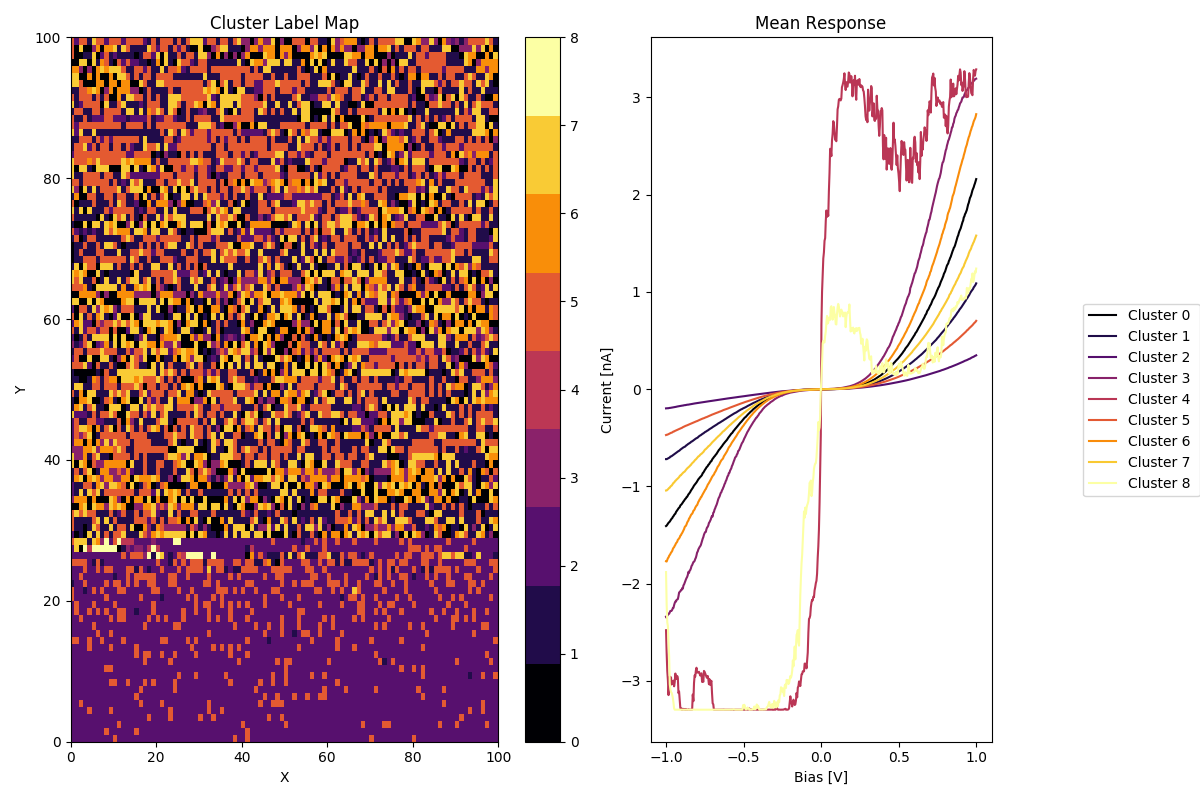 Cluster Label Map
100
80
60
40
20
0
Y
0
20
40
60
80
100
X
8
7
6
5
4
3
2
1
0
Mean Response
3
2
1
0
−1
−2
−3
Current [nA]
−1.0
−0.5
0.0
0.5
1.0
Bias [V]
Cluster 0
Cluster 1
Cluster 2
Cluster 3
Cluster 4
Cluster 5
Cluster 6
Cluster 7
Cluster 8